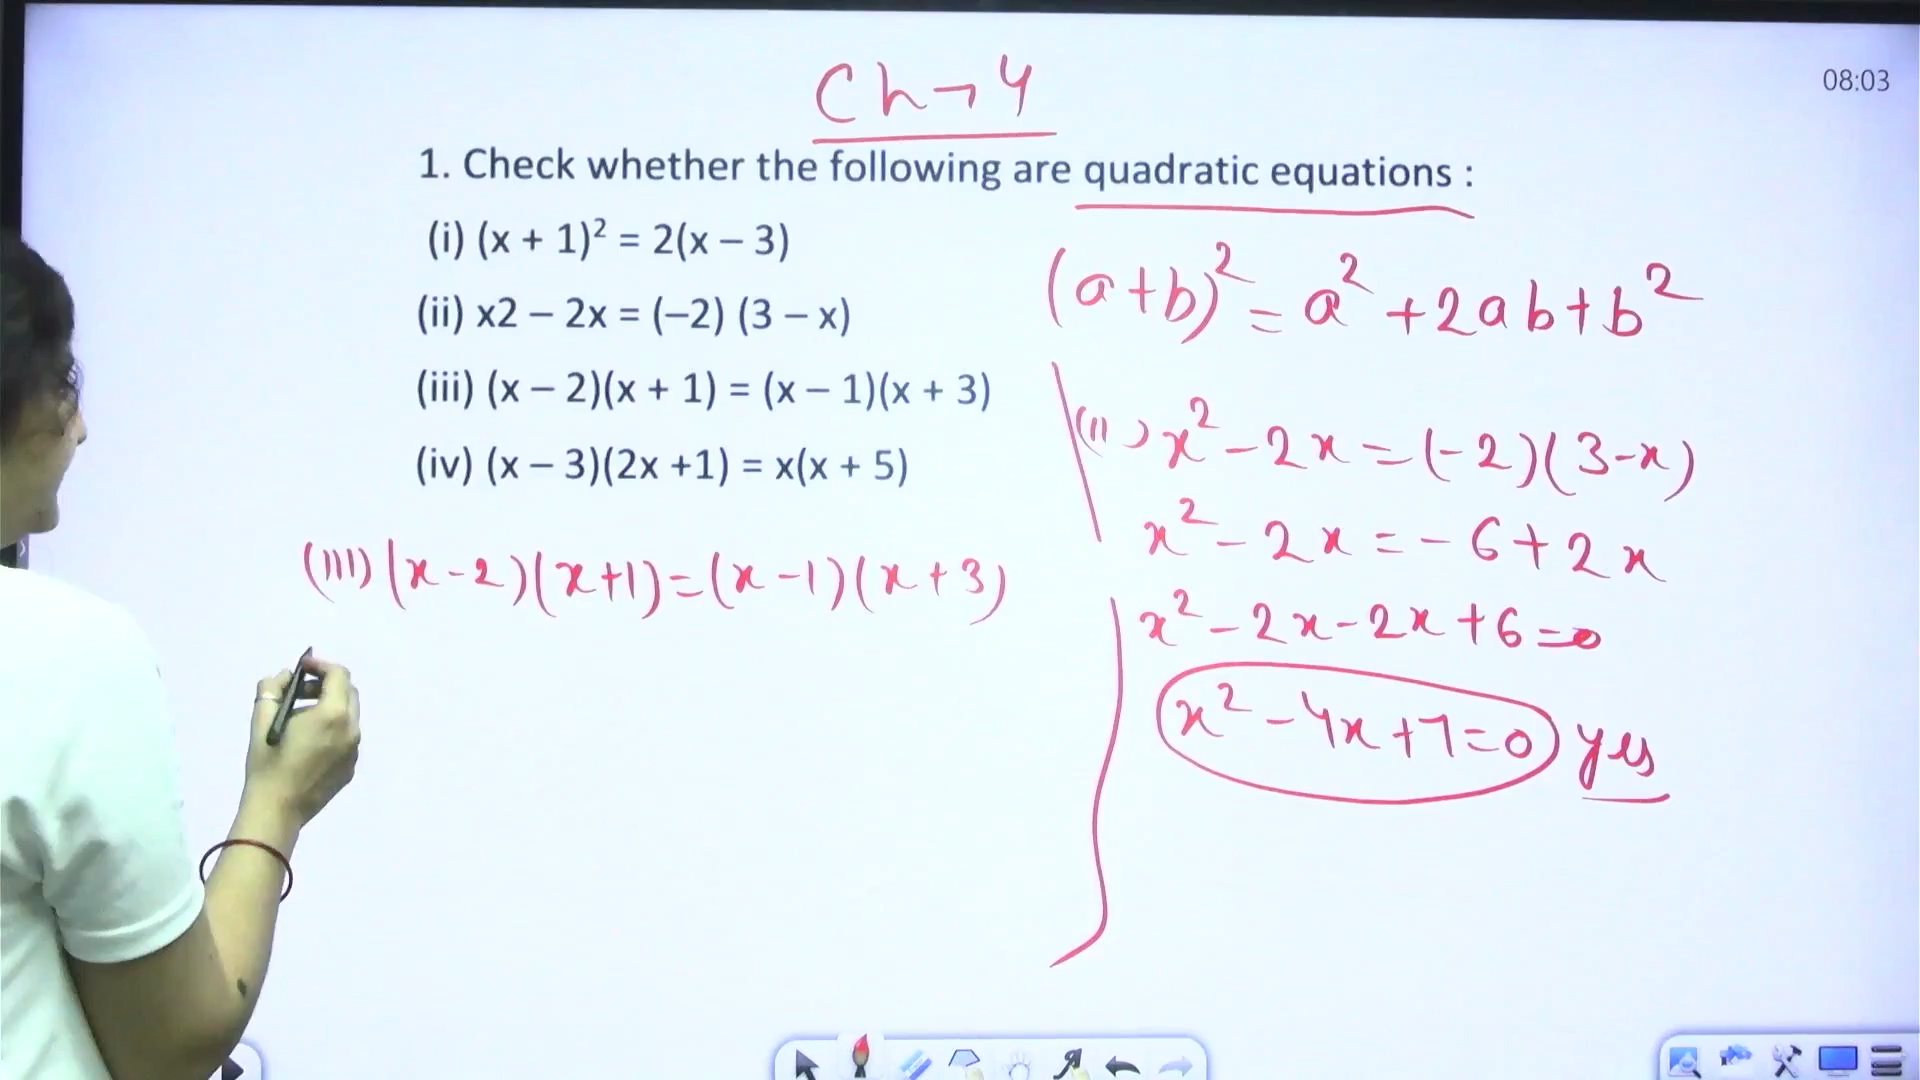 08:03
Ch → 4
1. Check whether the following are quadratic equations :
(i) (x + 1)² = 2(x – 3)
(ii) x2 – 2x = (–2) (3 – x)
(iii) (x – 2)(x + 1) = (x – 1)(x + 3)
(iv) (x – 3)(2x +1) = x(x + 5)
(III) (x-2)(x+1)=(x-1)(x+3)
(a+b)² = a² +2ab+b²
(II) x² -2x = (-2)(3-x)
x² - 2x = - 6+2x
x² -2x-2x+6=0
x² -4x+7=0 yes